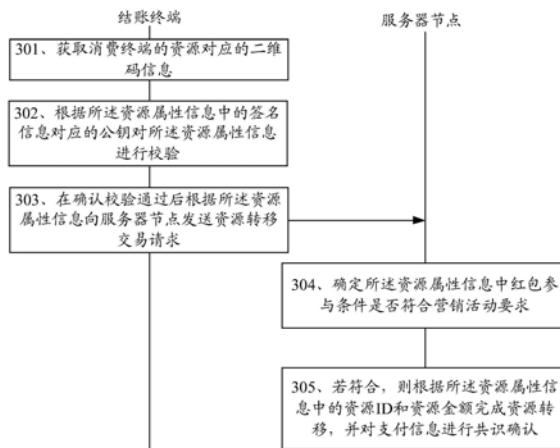 结账终端
服务器节点
301、获取消费终端的资源对应的二维
码信息
302、根据所述资源属性信息中的签名
信息对应的公钥对所述资源属性信息
进行校验
303、在确认校验通过后根据所述资源
属性信息向服务器节点发送资源转移
交易请求
304、确定所述资源属性信息中红包参
与条件是否符合营销活动要求
305、若符合，则根据所述资源属性信息
中的资源ID和资源金额完成资源转
移，并对支付信息进行共识确认